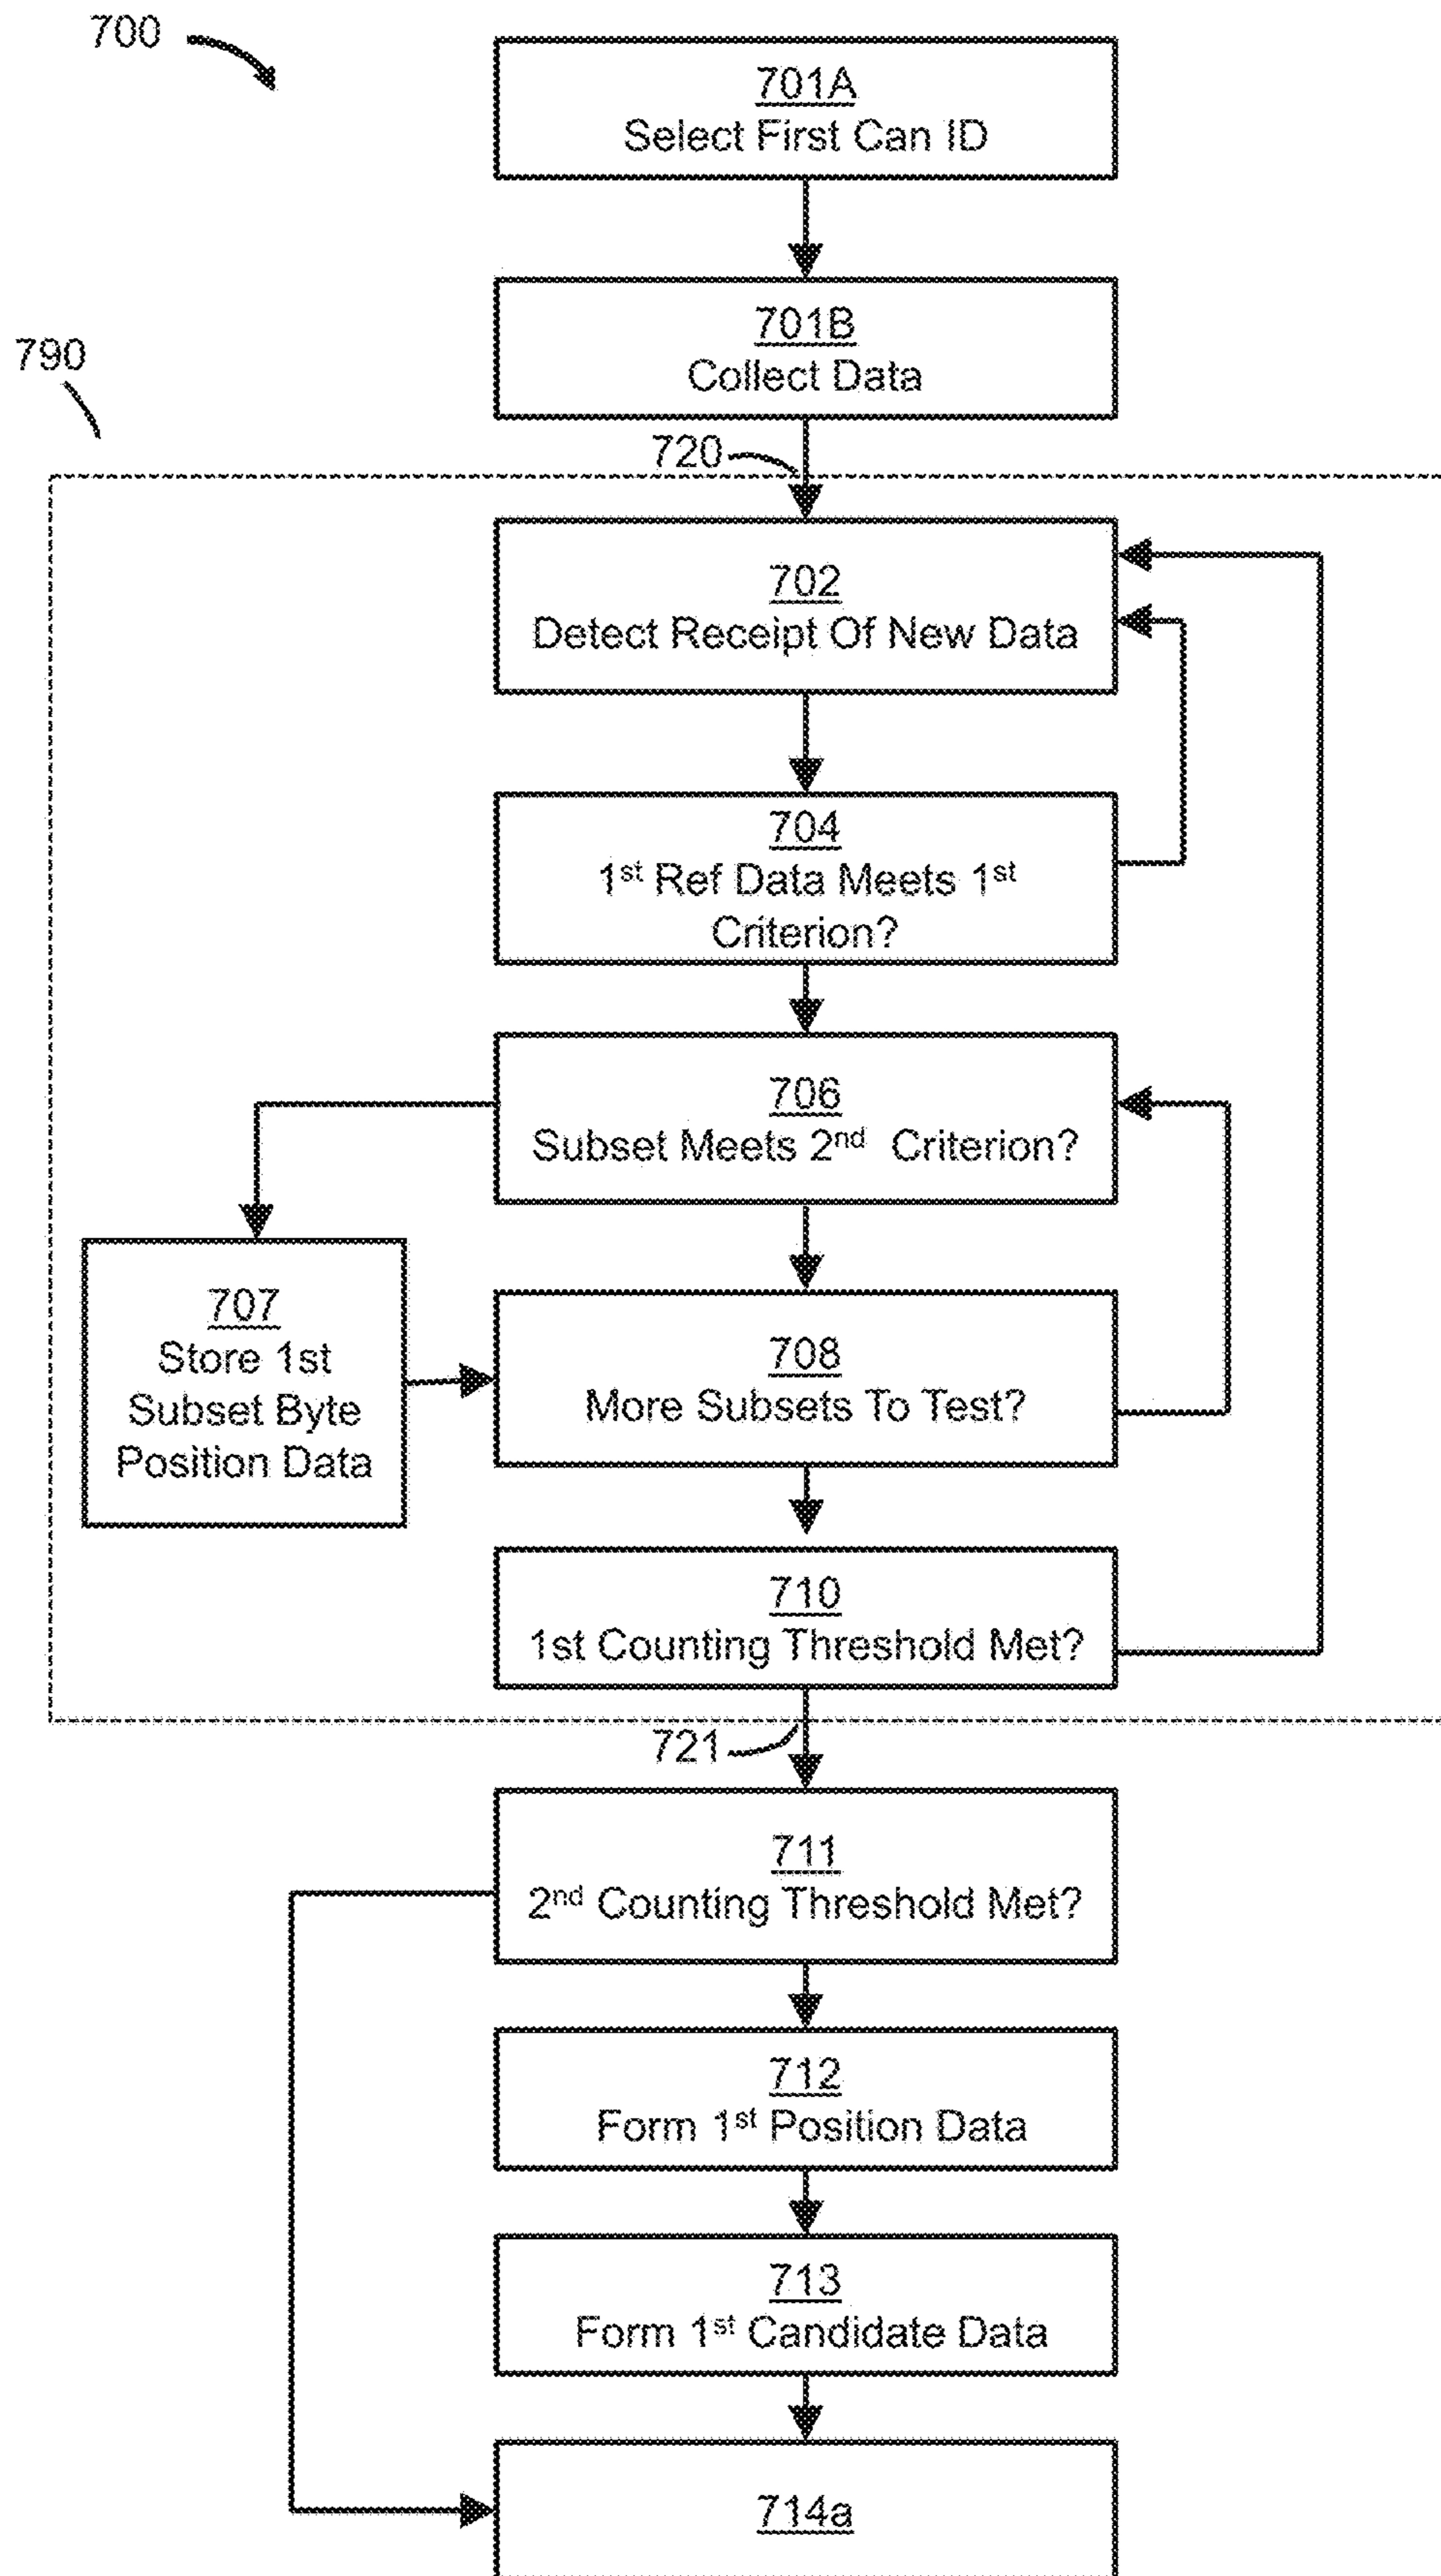 700
701A
Select First Can ID
701B
Collect Data
790
720
702
Detect Receipt Of New Data
704
1st Ref Data Meets 1st
Criterion?
706
Subset Meets 2nd Criterion?
707
Store 1st
Subset Byte
Position Data
708
More Subsets To Test?
710
1st Counting Threshold Met?
721
711
2nd Counting Threshold Met?
712
Form 1st Position Data
713
Form 1st Candidate Data
714a